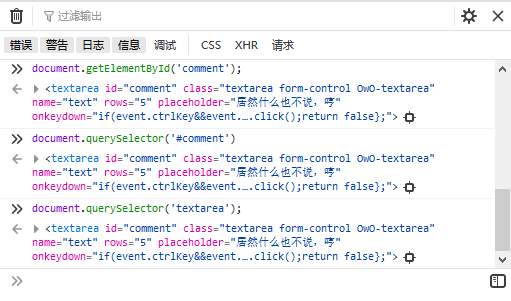 过滤输出
错误 警告 日志 信息 调试 CSS XHR 请求
document.getElementById('comment');
<textarea id="comment" class="textarea form-control OwO-textarea"
name="text" rows="5" placeholder="居然什么也不说，哼"
onkeydown="if(event.ctrlKey&&event.….click();return false};">
document.querySelector('#comment')
<textarea id="comment" class="textarea form-control OwO-textarea"
name="text" rows="5" placeholder="居然什么也不说，哼"
onkeydown="if(event.ctrlKey&&event.….click();return false};">
document.querySelector('textarea');
<textarea id="comment" class="textarea form-control OwO-textarea"
name="text" rows="5" placeholder="居然什么也不说，哼"
onkeydown="if(event.ctrlKey&&event.….click();return false};">